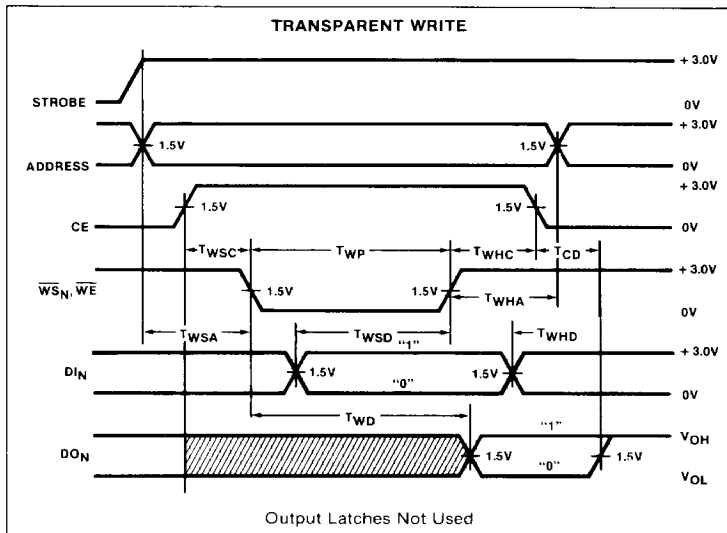 TRANSPARENT WRITE
+ 3.0V
STROBE
0V
+ 3.0V
1.5V 1.5V
ADDRESS
0V
+ 3.0V
1.5V 1.5V
CE
0V
TWSC TWP TWHC TCD
+ 3.0V
WSN, WE
1.5V 1.5V
TWHA
0V
TWSA TWSD TWHD
"1"
+ 3.0V
DIN
1.5V 1.5V
"0"
0V
TWD
"1"
VOH
DON
1.5V 1.5V
"0"
VOL
Output Latches Not Used